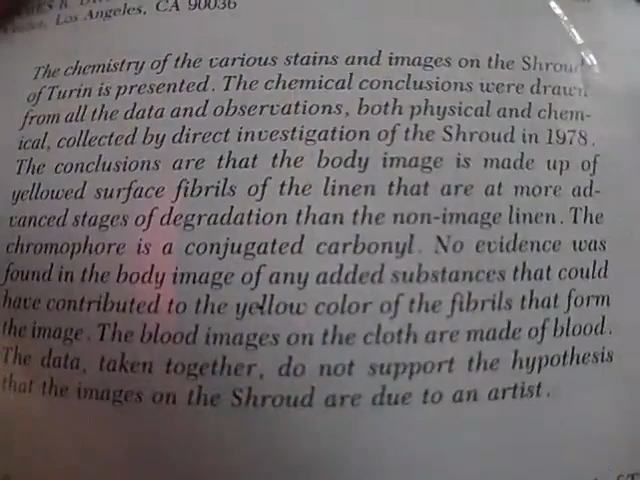 Los Angeles, CA 90036
The chemistry of the various stains and images on the Shroud
of Turin is presented. The chemical conclusions were drawn
from all the data and observations, both physical and chem-
ical, collected by direct investigation of the Shroud in 1978.
The conclusions are that the body image is made up of
yellowed surface fibrils of the linen that are at more ad-
vanced stages of degradation than the non-image linen. The
chromophore is a conjugated carbonyl. No evidence was
found in the body image of any added substances that could
have contributed to the yellow color of the fibrils that form
the image. The blood images on the cloth are made of blood.
The data, taken together, do not support the hypothesis
that the images on the Shroud are due to an artist.